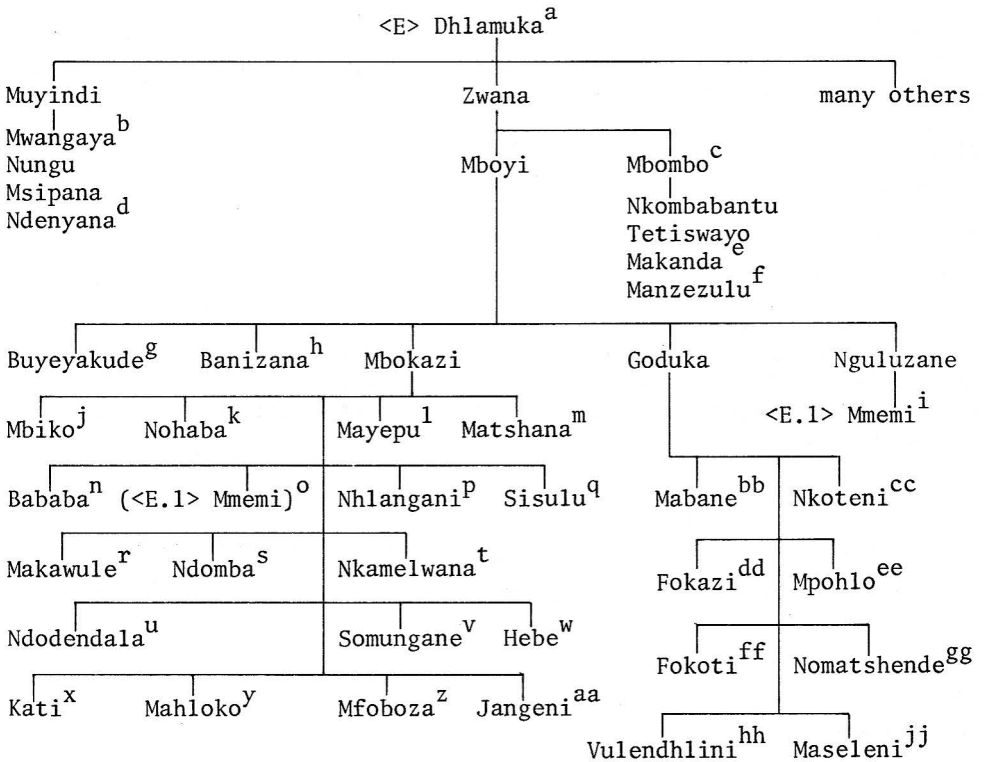 <E> Dhlamuka a
Muyindi Zwana many others
Mwangaya b
Nungu Mboyi Mbombo c
Msipana
Ndenyana d Nkombabantu
Tetiswayo
Makanda e
Manzezulu f
Buyeyakude g Banizana h Mbokazi Goduka Nguluzane
Mbiko j Nohaba k Mayepu l Matshana m <E.1> Mmemi i
Bababa n (<E.1> Mmemi) o Nhlangani p Sisulu q Mabane bb Nkoteni cc
Makawule r Ndomba s Nkamelwana t Fokazi dd Mpohlo ee
Ndodendala u Somungane v Hebe w Fokoti ff Nomatshende gg
Kati x Mahloko y Mfoboza z Jangeni aa
Vulendhlini hh Maseleni jj